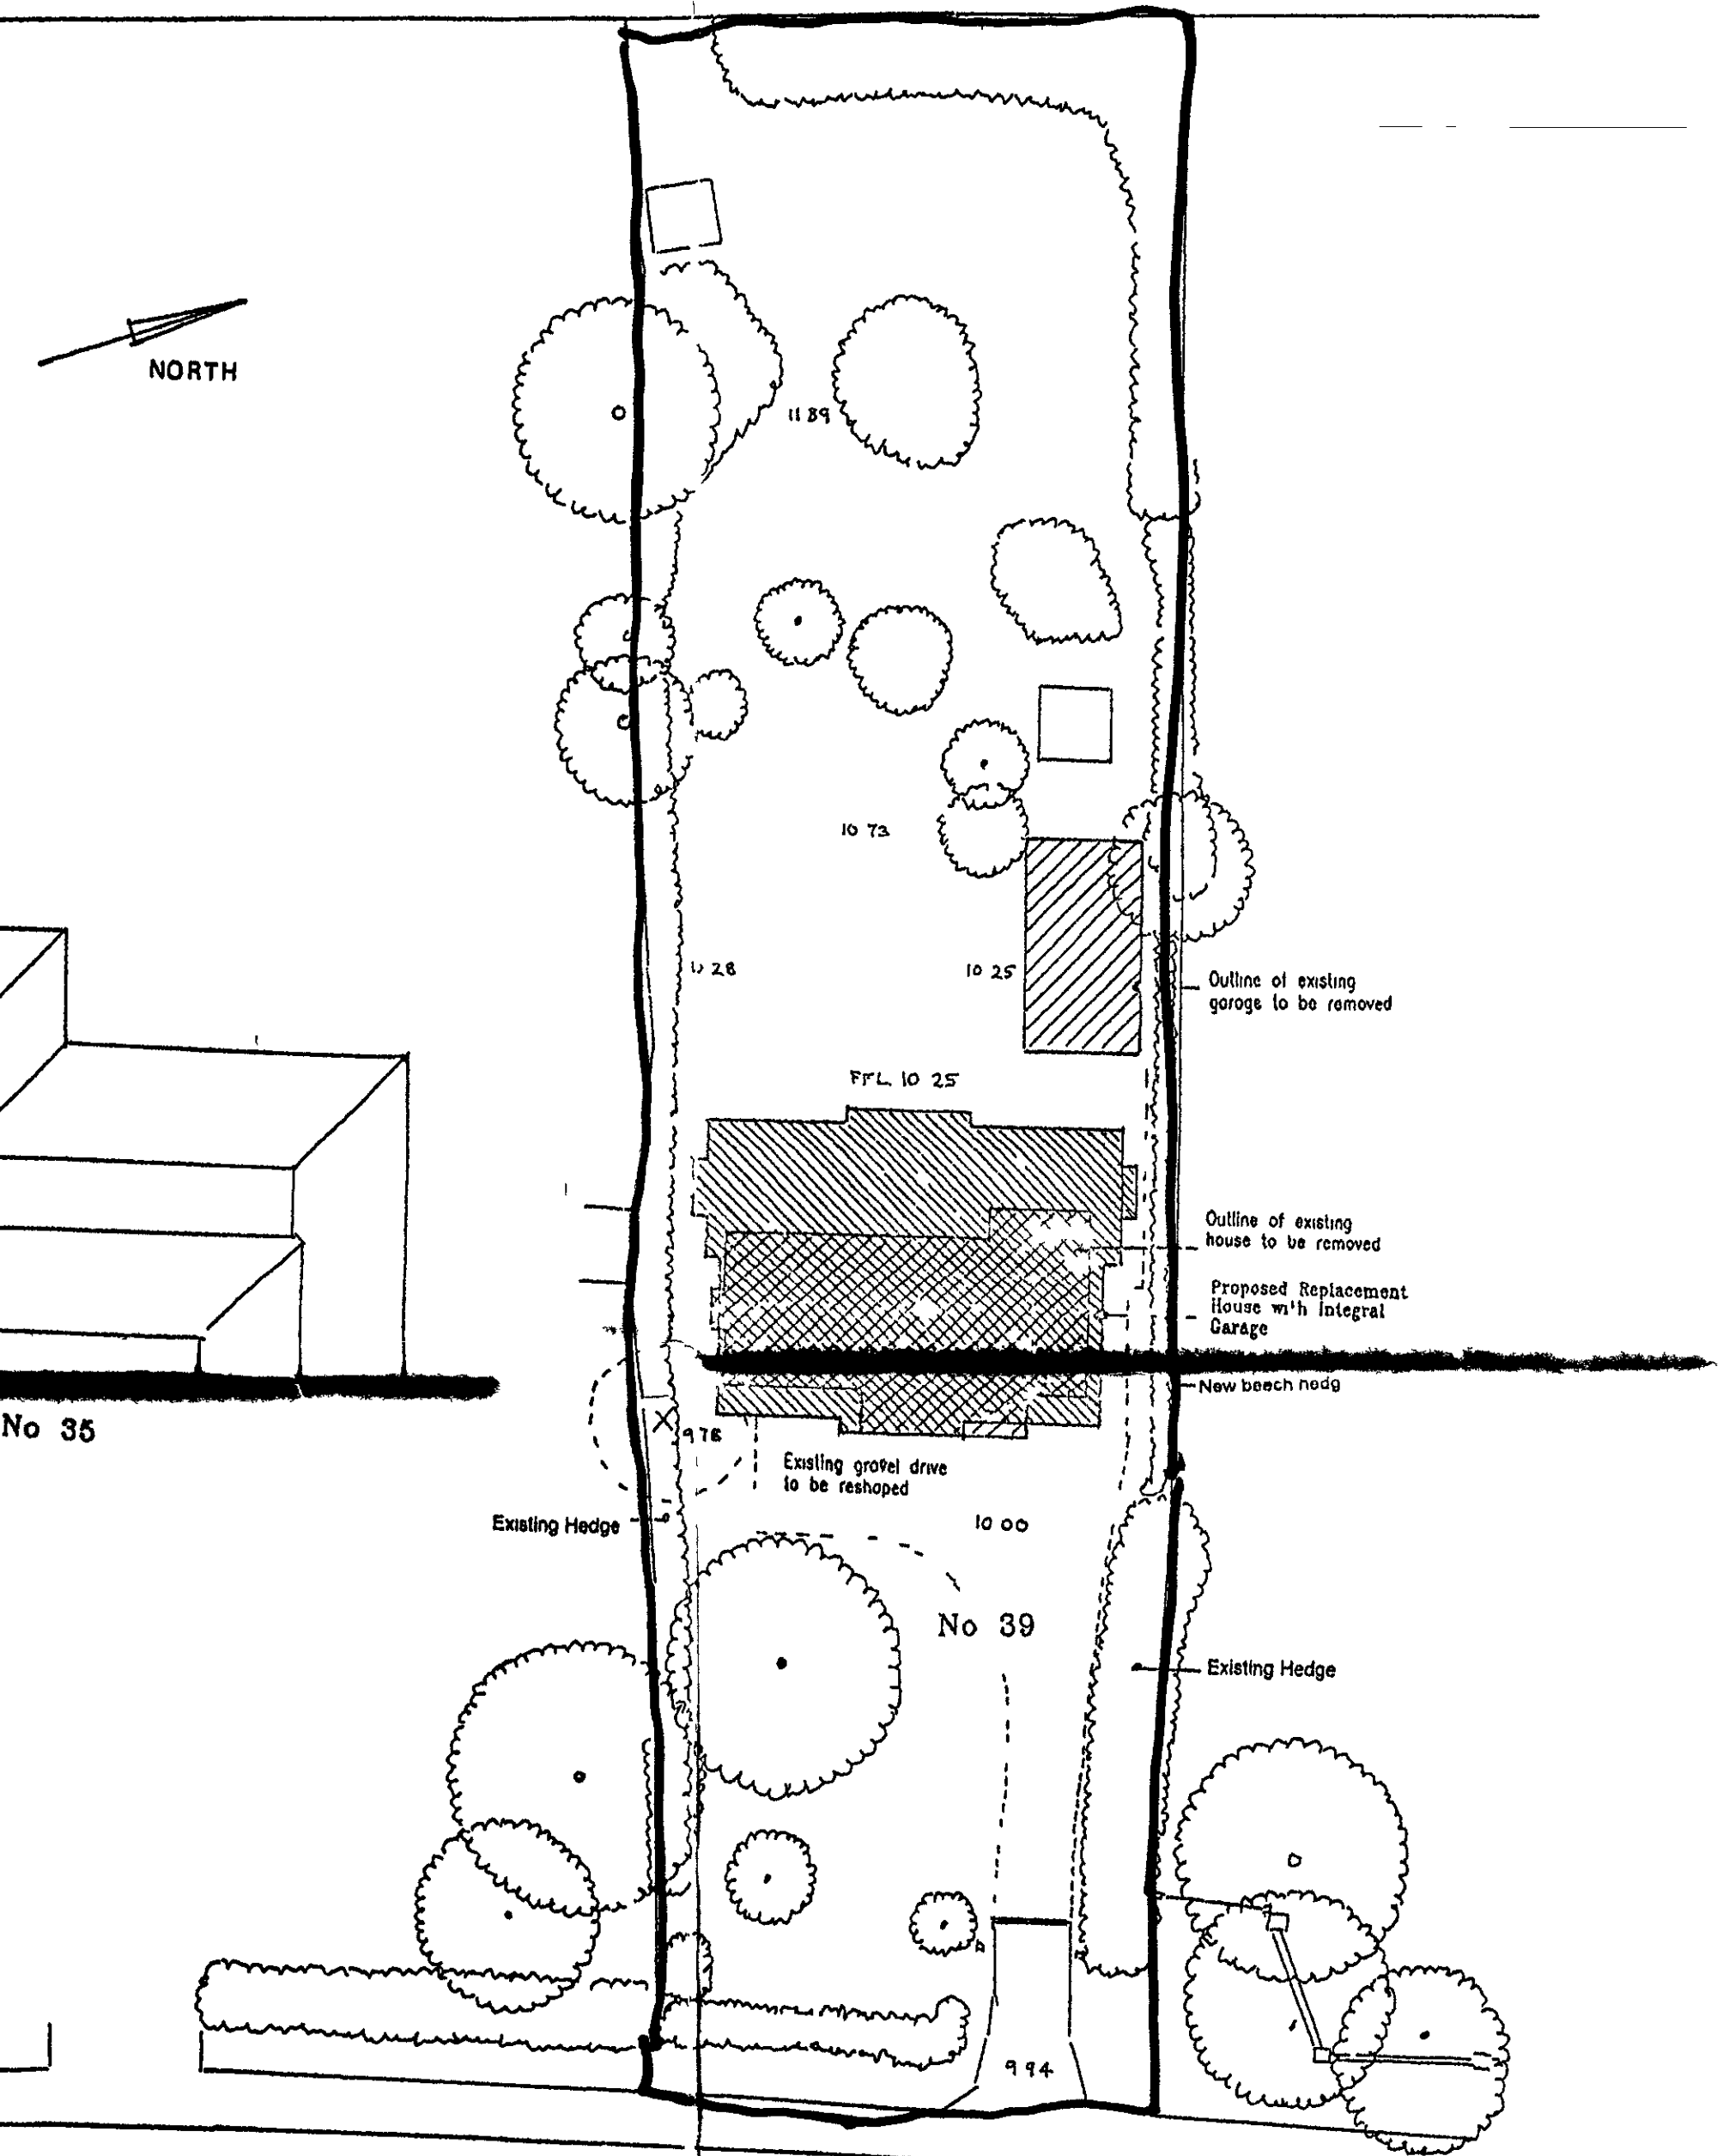 NORTH
11 89
10 73
10 28
10 25
Outline of existing
garage to be removed
FFL 10 25
Outline of existing
house to be removed
Proposed Replacement
House with Integral
Garage
New beech hedg
No 35
9 78
Existing gravel drive
to be reshaped
Existing Hedge
10 00
No 39
Existing Hedge
9 94